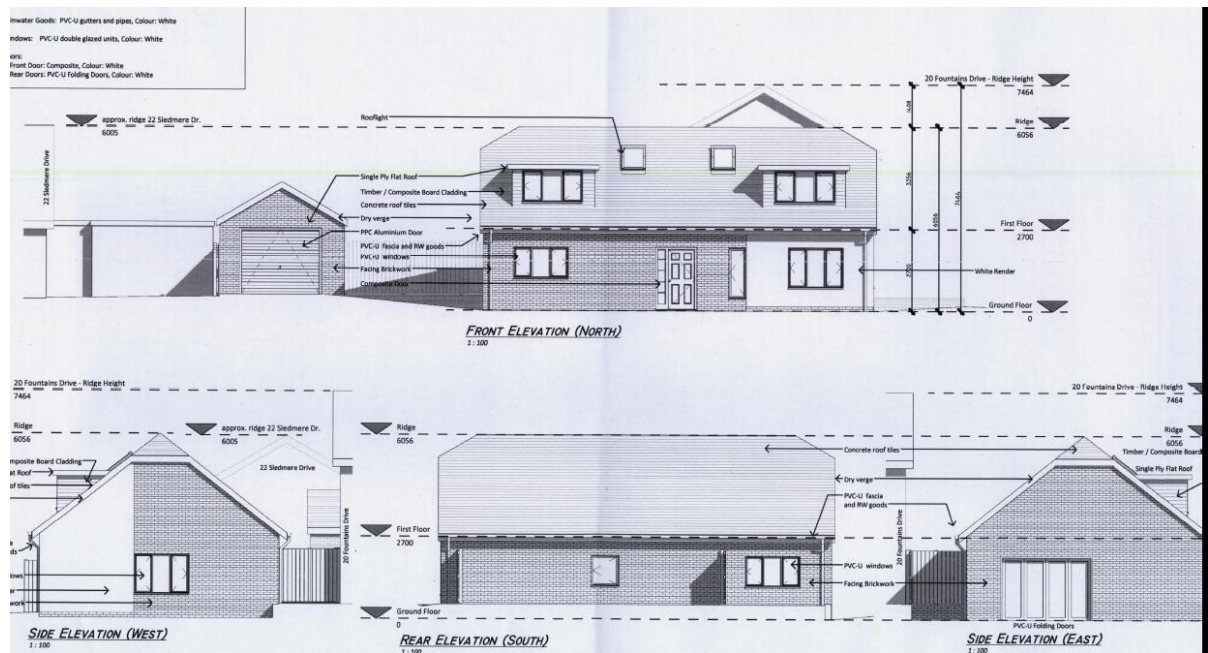 inwater Goods: PVC-U gutters and pipes, Colour: White
ndows: PVC-U double glazed units, Colour: White
ors:
Front Door: Composite, Colour: White
Rear Doors: PVC-U Folding Doors, Colour: White
20 Fountains Drive - Ridge Height
7464
approx. ridge 22 Sledmere Dr.
6005
Rooflight
Ridge
6056
22 Sledmere Drive
Single Ply Flat Roof
Timber / Composite Board Cladding
Concrete roof tiles
Dry verge
PPC Aluminium Door
PVC-U fascia and RW goods
PVC-U windows
Facing Brickwork
Composite Door
1408
3356
6056
7464
2700
First Floor
2700
White Render
Ground Floor
0
FRONT ELEVATION (NORTH)
1 : 100
20 Fountains Drive - Ridge Height
7464
Ridge
6056
approx. ridge 22 Sledmere Dr.
6005
omposite Board Cladding
at Roof
of tiles
22 Sledmere Drive
20 Fountains Drive
ds
dows
er
work
SIDE ELEVATION (WEST)
1 : 100
Ridge
6056
First Floor
2700
Ground Floor
0
Concrete roof tiles
Dry verge
PVC-U fascia
and RW goods
PVC-U windows
Facing Brickwork
20 Fountains Drive
REAR ELEVATION (SOUTH)
1 : 100
20 Fountains Drive - Ridge Height
7464
Ridge
6056
Timber / Composite Board
Single Ply Flat Roof
PVC-U Folding Doors
SIDE ELEVATION (EAST)
1 : 100